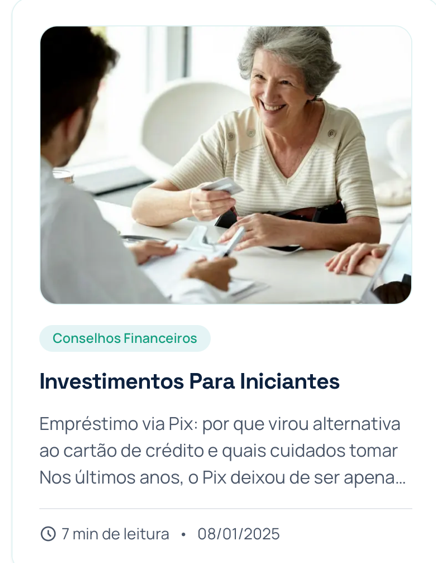 Conselhos Financeiros
Investimentos Para Iniciantes
Empréstimo via Pix: por que virou alternativa
ao cartão de crédito e quais cuidados tomar
Nos últimos anos, o Pix deixou de ser apena…
7 min de leitura • 08/01/2025